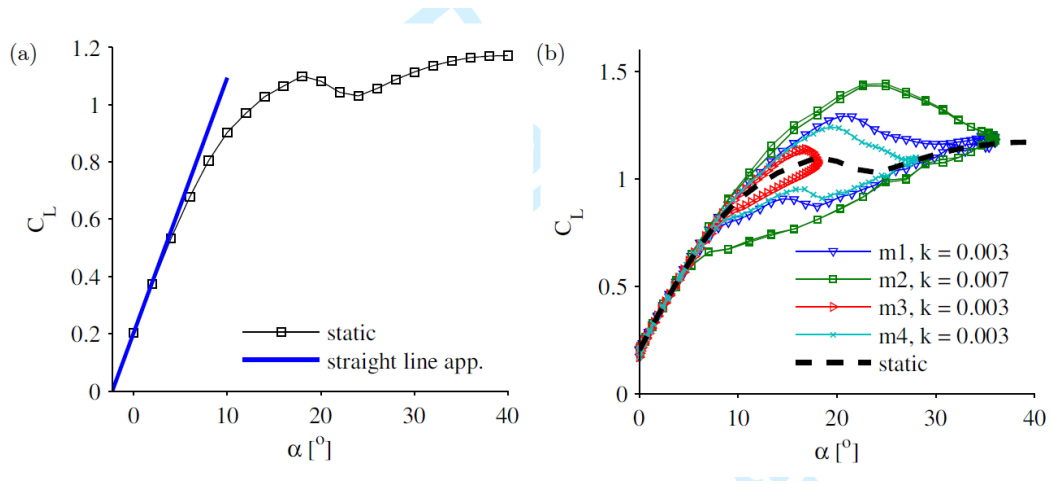 (a)
1.2
1
0.8
0.6
0.4
0.2
0
C_L
0 10 20 30 40
α [°]
static
straight line app.
(b)
1.5
1
0.5
0
C_L
0 10 20 30 40
α [°]
m1, k = 0.003
m2, k = 0.007
m3, k = 0.003
m4, k = 0.003
static